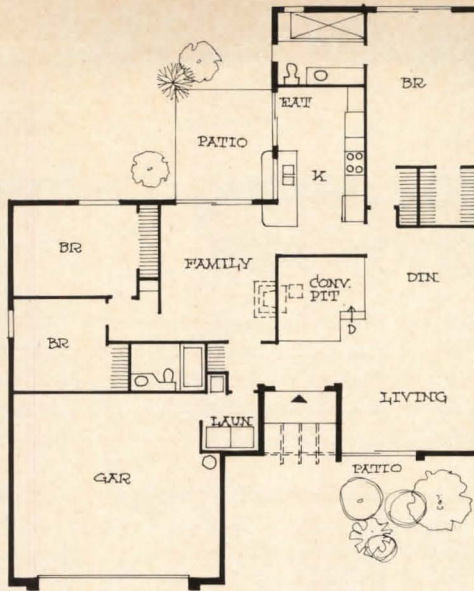 BR
EAT
PATIO
K
BR
FAMILY
CONV.
PIT
DIN
D
BR
LIVING
LAUN
GAR
PATIO